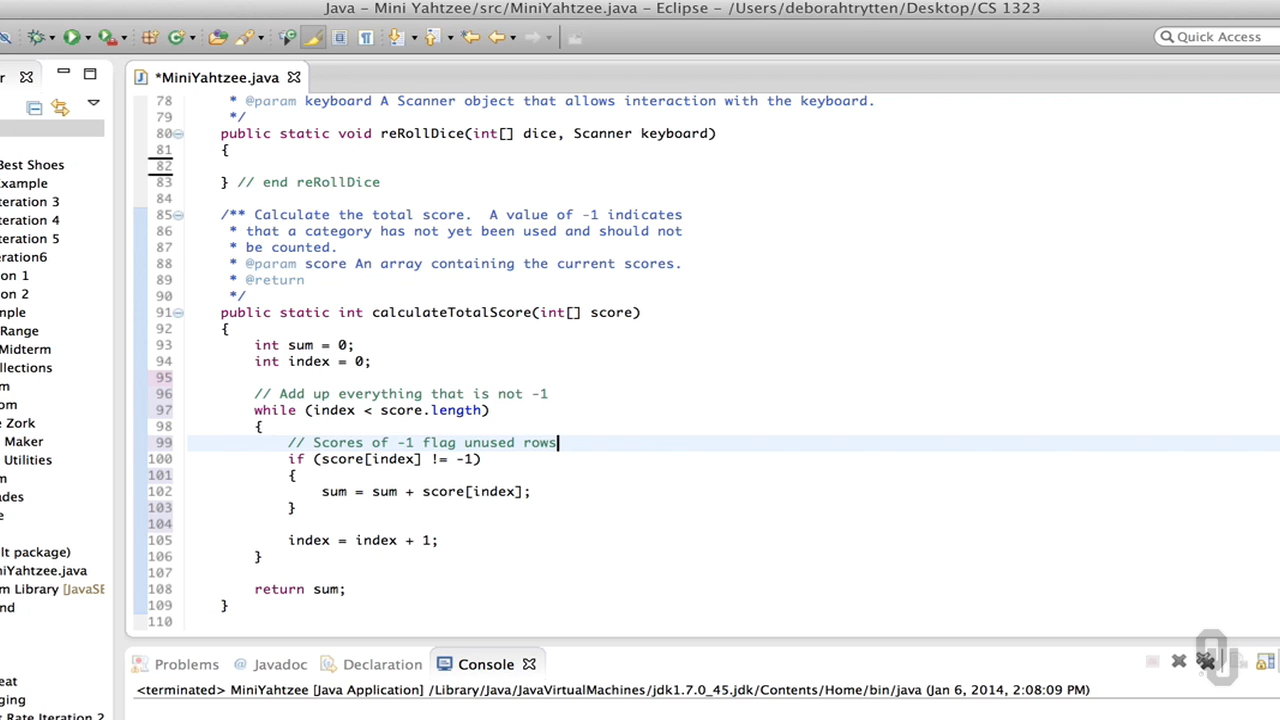 Java - Mini Yahtzee/src/MiniYahtzee.java - Eclipse - /Users/deborahtrytten/Desktop/CS 1323
Quick Access
*MiniYahtzee.java
Best Shoes
Example
teration 3
teration 4
teration 5
teration6
on 1
on 2
mple
Range
Midterm
llections
m
om
e Zork
Maker
Utilities
m
ades
e
lt package)
niYahtzee.java
m Library [JavaSE
nd
eat
ging
t Rate Iteration 2
78 * @param keyboard A Scanner object that allows interaction with the keyboard.
79 */
80 public static void reRollDice(int[] dice, Scanner keyboard)
81 {
82
83 } // end reRollDice
84
85 /** Calculate the total score.  A value of -1 indicates
86 * that a category has not yet been used and should not
87 * be counted.
88 * @param score An array containing the current scores.
89 * @return
90 */
91 public static int calculateTotalScore(int[] score)
92 {
93 int sum = 0;
94 int index = 0;
95
96 // Add up everything that is not -1
97 while (index < score.length)
98 {
99 // Scores of -1 flag unused rows
100 if (score[index] != -1)
101 {
102 sum = sum + score[index];
103 }
104
105 index = index + 1;
106 }
107
108 return sum;
109 }
110
Problems @ Javadoc Declaration Console
<terminated> MiniYahtzee [Java Application] /Library/Java/JavaVirtualMachines/jdk1.7.0_45.jdk/Contents/Home/bin/java (Jan 6, 2014, 2:08:09 PM)